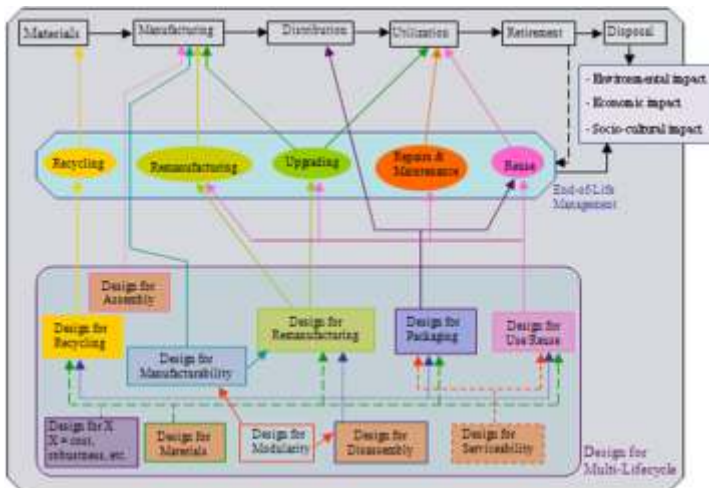 Materials
Manufacturing
Distribution
Utilization
Retirement
Disposal
- Environmental impact
- Economic impact
- Socio-cultural impact
Recycling
Remanufacturing
Upgrading
Repairs &
Maintenance
Reuse
End-of-Life
Management
Design for
Assembly
Design for
Recycling
Design for
Remanufacturing
Design for
Packaging
Design for
Use/Reuse
Design for
Manufacturability
Design for X
X = cost,
robustness, etc.
Design for
Materials
Design for
Modularity
Design for
Disassembly
Design for
Serviceability
Design for
Multi-Lifecycle